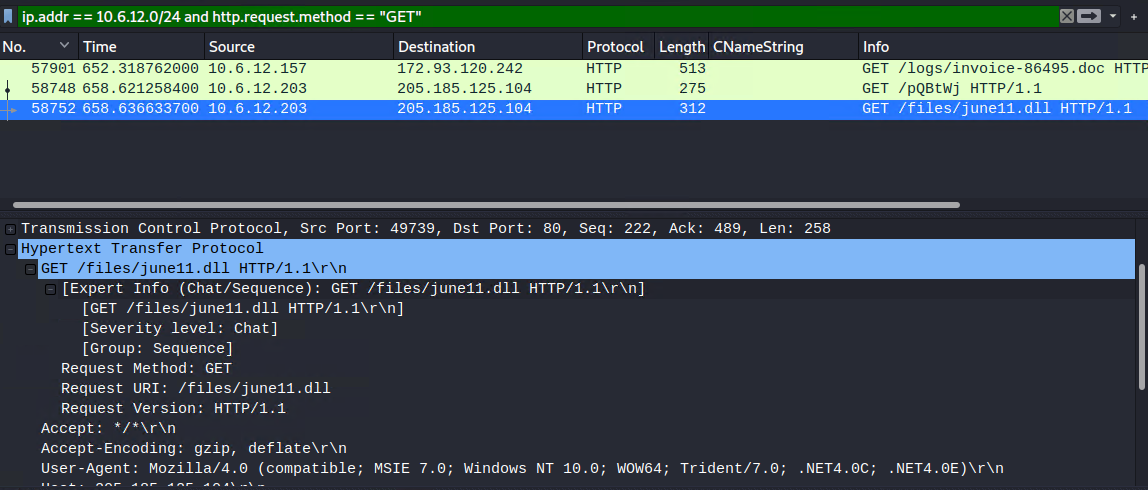 ip.addr == 10.6.12.0/24 and http.request.method == "GET"
No. Time Source Destination Protocol Length CNameString Info
57901 652.318762000 10.6.12.157 172.93.120.242 HTTP 513 GET /logs/invoice-86495.doc HTTP
58748 658.621258400 10.6.12.203 205.185.125.104 HTTP 275 GET /pQBtWj HTTP/1.1
58752 658.636633700 10.6.12.203 205.185.125.104 HTTP 312 GET /files/june11.dll HTTP/1.1
Transmission Control Protocol, Src Port: 49739, Dst Port: 80, Seq: 222, Ack: 489, Len: 258
Hypertext Transfer Protocol
GET /files/june11.dll HTTP/1.1\r\n
[Expert Info (Chat/Sequence): GET /files/june11.dll HTTP/1.1\r\n]
[GET /files/june11.dll HTTP/1.1\r\n]
[Severity level: Chat]
[Group: Sequence]
Request Method: GET
Request URI: /files/june11.dll
Request Version: HTTP/1.1
Accept: */*\r\n
Accept-Encoding: gzip, deflate\r\n
User-Agent: Mozilla/4.0 (compatible; MSIE 7.0; Windows NT 10.0; WOW64; Trident/7.0; .NET4.0C; .NET4.0E)\r\n
Host: 205.185.125.104\r\n